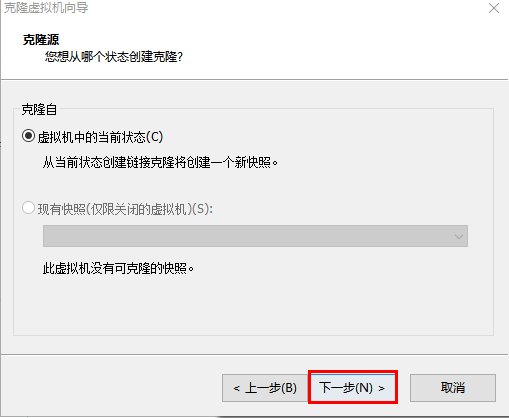 克隆虚拟机向导
克隆源
您想从哪个状态创建克隆?
克隆自
虚拟机中的当前状态(C)
从当前状态创建链接克隆将创建一个新快照。
现有快照(仅限关闭的虚拟机)(S):
此虚拟机没有可克隆的快照。
< 上一步(B) 下一步(N) > 取消